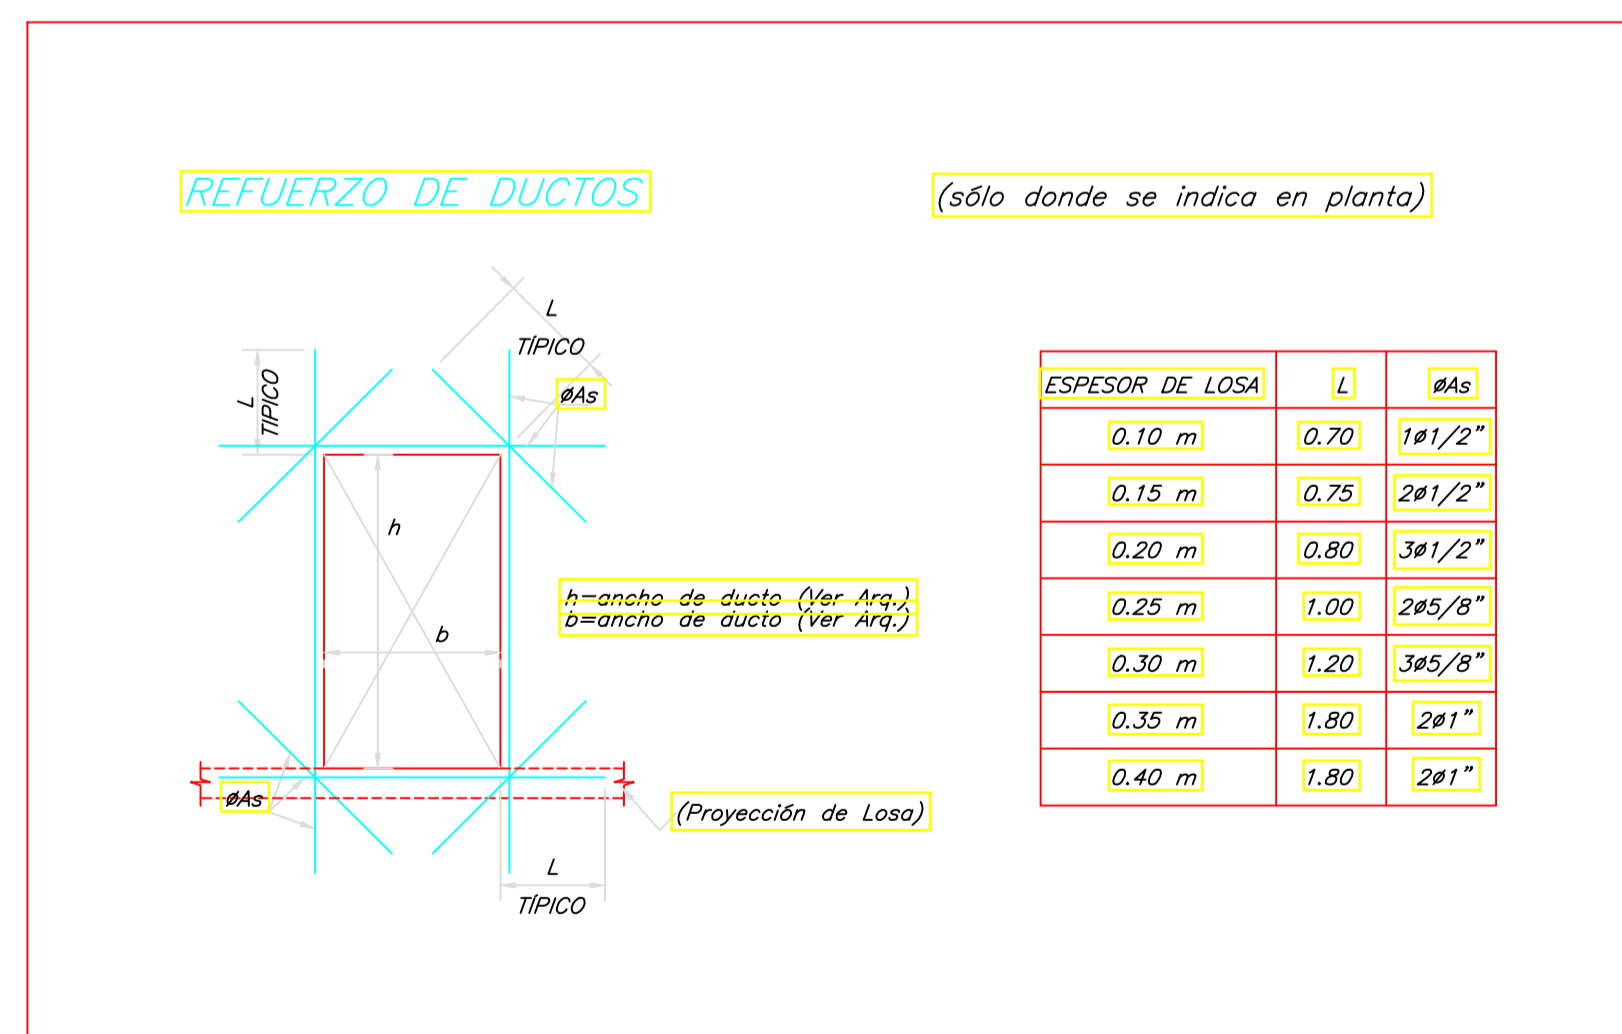 REFUERZO DE DUCTOS
(sólo donde se indica en planta)
L
TÍPICO
L
TIPICO
øAs
h
h=ancho de ducto (Ver Arq.)
b=ancho de ducto (Ver Arq.)
b
øAs
(Proyección de Losa)
L
TÍPICO
ESPESOR DE LOSA L øAs
0.10 m 0.70 1ø1/2"
0.15 m 0.75 2ø1/2"
0.20 m 0.80 3ø1/2"
0.25 m 1.00 2ø5/8"
0.30 m 1.20 3ø5/8"
0.35 m 1.80 2ø1"
0.40 m 1.80 2ø1"